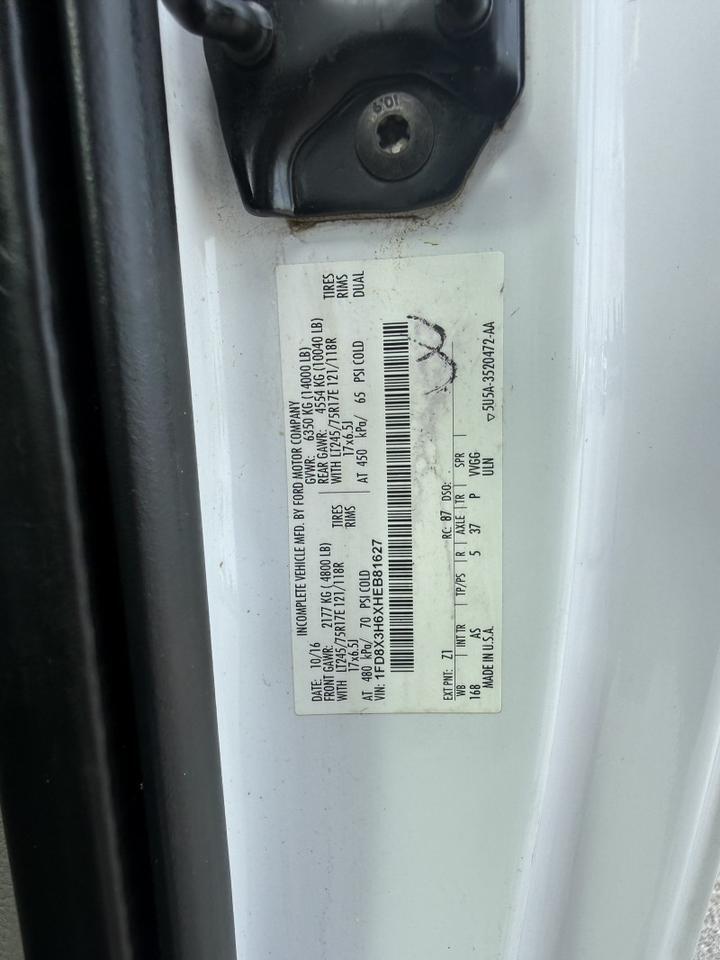 10.9
INCOMPLETE VEHICLE MFD. BY FORD MOTOR COMPANY
DATE: 10/16 GVWR: 6350 KG (14000 LB)
FRONT GAWR: 2177 KG ( 4800 LB) REAR GAWR: 4554 KG (10040 LB)
WITH LT245/75R17E 121/118R TIRES WITH LT245/75R17E 121/118R TIRES
17x6.5J RIMS 17x6.5J RIMS
AT 480 kPa/ 70 PSI COLD AT 450 kPa/ 65 PSI COLD DUAL
VIN: 1FD8X3H6XHEB81627
EXT PNT: Z1 RC: 87 DSO:
WB INT TR TP/PS R AXLE TR SPR
168 AS 5 37 P VVGG
MADE IN U.S.A. ULN ▽5U5A-3520472-AA